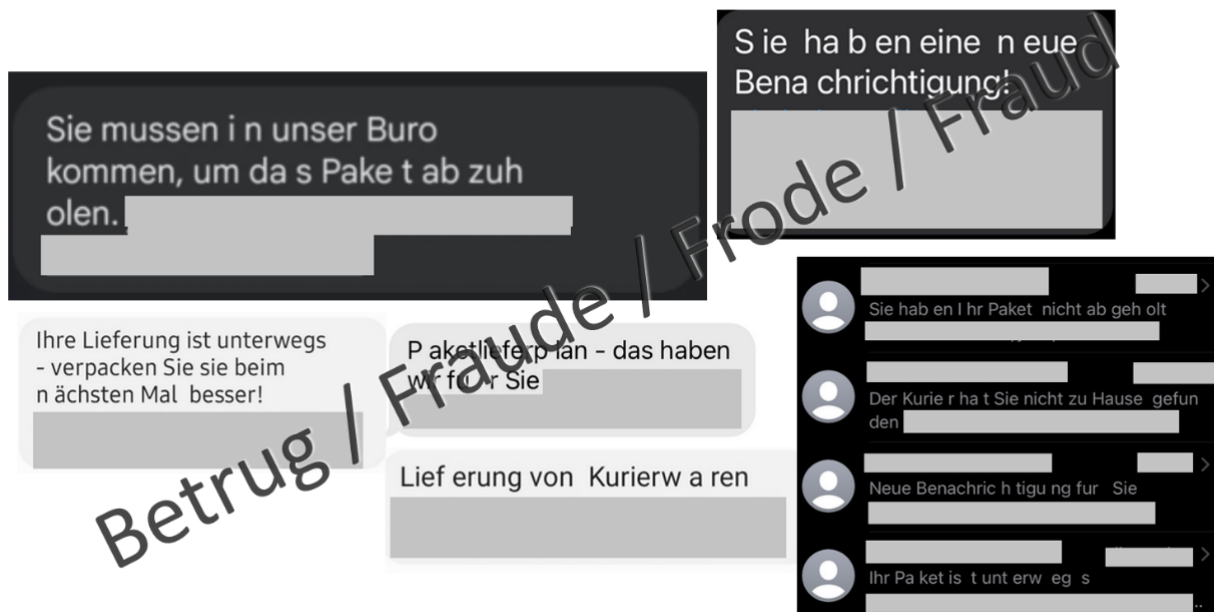 Sie mussen i n unser Buro
kommen, um da s Pake t ab zuh
olen.
S ie ha b en eine n eue
Bena chrichtigung!
Ihre Lieferung ist unterwegs
- verpacken Sie sie beim
n ächsten Mal besser!
P aketlieferp lan - das haben
wir fu r Sie
Lief erung von Kurierw a ren
Sie hab en I hr Paket nicht ab geh olt
Der Kurie r ha t Sie nicht zu Hause gefun
den
Neue Benachric h tigu ng fur Sie
Ihr Pa ket is t unt erw eg s
Betrug / Fraude / Frode / Fraud